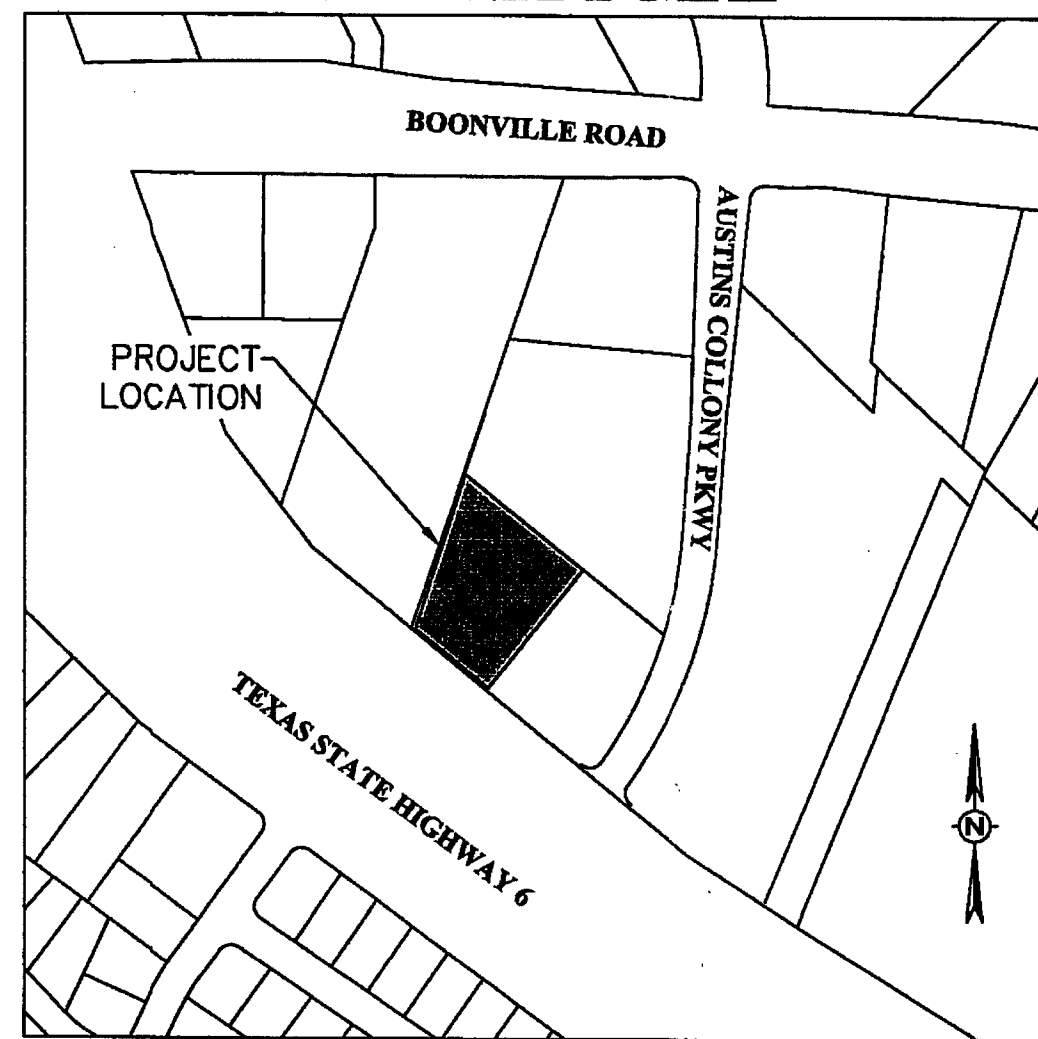 BOONVILLE ROAD
AUSTINS COLLONY PKWY
PROJECT
LOCATION
TEXAS STATE HIGHWAY 6
N